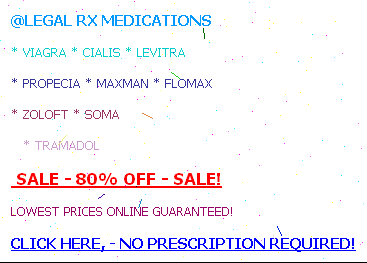 @LEGAL RX MEDICATIONS
* VIAGRA * CIALIS * LEVITRA
* PROPECIA * MAXMAN * FLOMAX
* ZOLOFT * SOMA
* TRAMADOL
SALE - 80% OFF - SALE!
LOWEST PRICES ONLINE GUARANTEED!
CLICK HERE, - NO PRESCRIPTION REQUIRED!